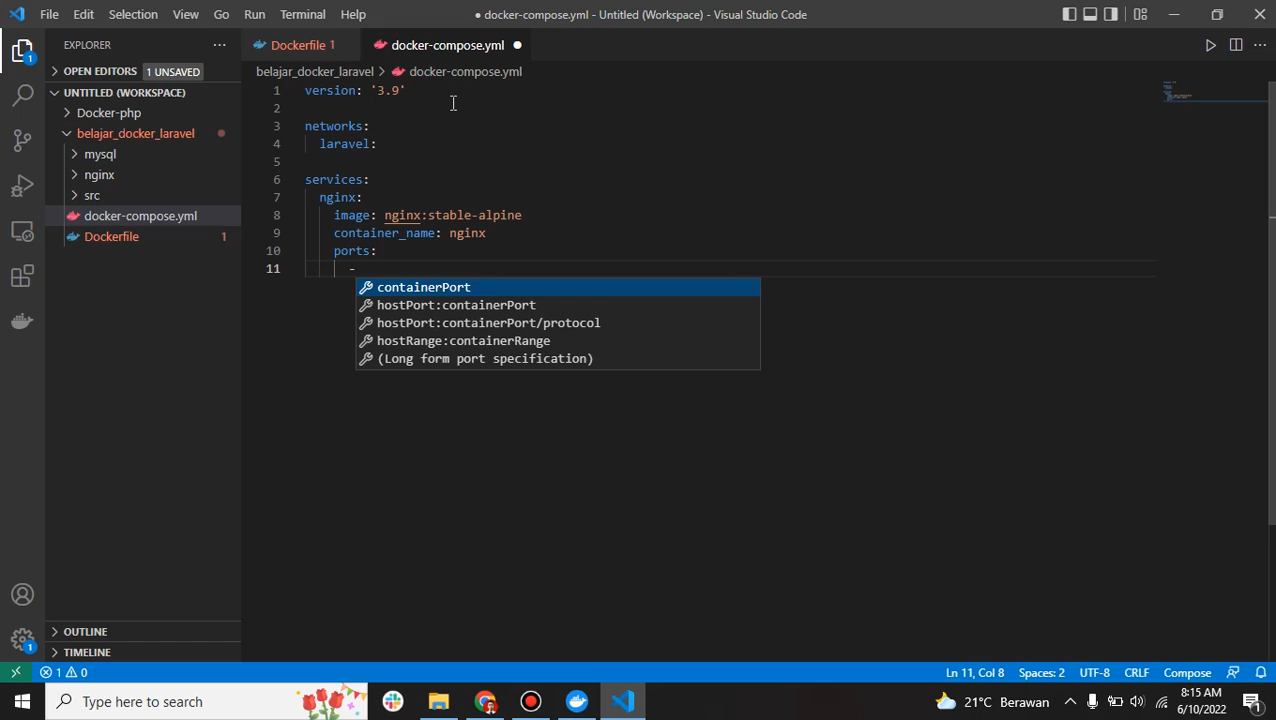 File Edit Selection View Go Run Terminal Help
● docker-compose.yml - Untitled (Workspace) - Visual Studio Code
EXPLORER
Dockerfile 1
docker-compose.yml
OPEN EDITORS 1 UNSAVED
belajar_docker_laravel > docker-compose.yml
UNTITLED (WORKSPACE)
Docker-php
belajar_docker_laravel
mysql
nginx
src
docker-compose.yml
Dockerfile 1
1 version: '3.9'
2
3 networks:
4 laravel:
5
6 services:
7 nginx:
8 image: nginx:stable-alpine
9 container_name: nginx
10 ports:
11 -
containerPort
hostPort:containerPort
hostPort:containerPort/protocol
hostRange:containerRange
(Long form port specification)
1
1
OUTLINE
TIMELINE
1 0
Ln 11, Col 8 Spaces: 2 UTF-8 CRLF Compose
Type here to search
21°C Berawan
8:15 AM
6/10/2022
1